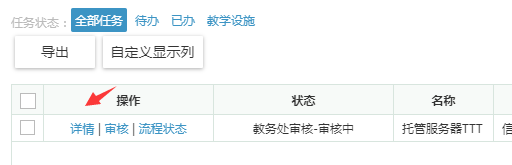 任务状态： 全部任务 待办 已办 教学设施
导出 自定义显示列
操作 状态 名称
详情 | 审核 | 流程状态 教务处审核-审核中 托管服务器TTT 信